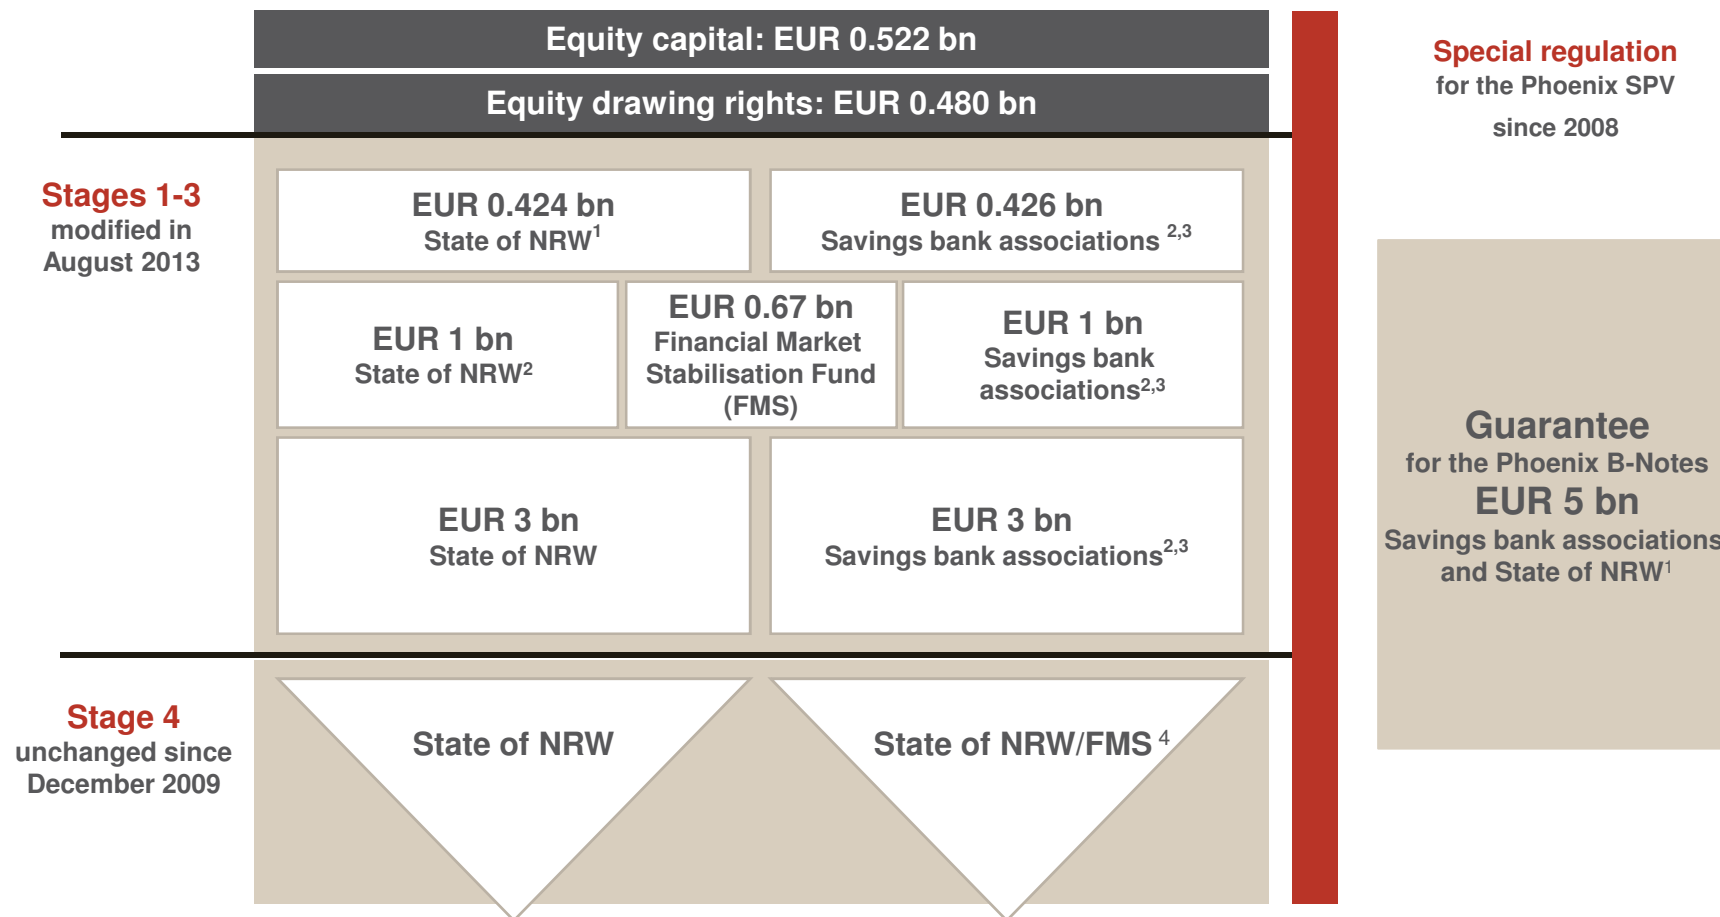 Equity capital: EUR 0.522 bn
Equity drawing rights: EUR 0.480 bn
Special regulation
for the Phoenix SPV
since 2008
Stages 1-3
modified in
August 2013
EUR 0.424 bn
State of NRW¹
EUR 0.426 bn
Savings bank associations ²,³
EUR 1 bn
State of NRW²
EUR 0.67 bn
Financial Market
Stabilisation Fund
(FMS)
EUR 1 bn
Savings bank
associations²,³
EUR 3 bn
State of NRW
EUR 3 bn
Savings bank associations²,³
Guarantee
for the Phoenix B-Notes
EUR 5 bn
Savings bank associations
and State of NRW¹
Stage 4
unchanged since
December 2009
State of NRW
State of NRW/FMS ⁴